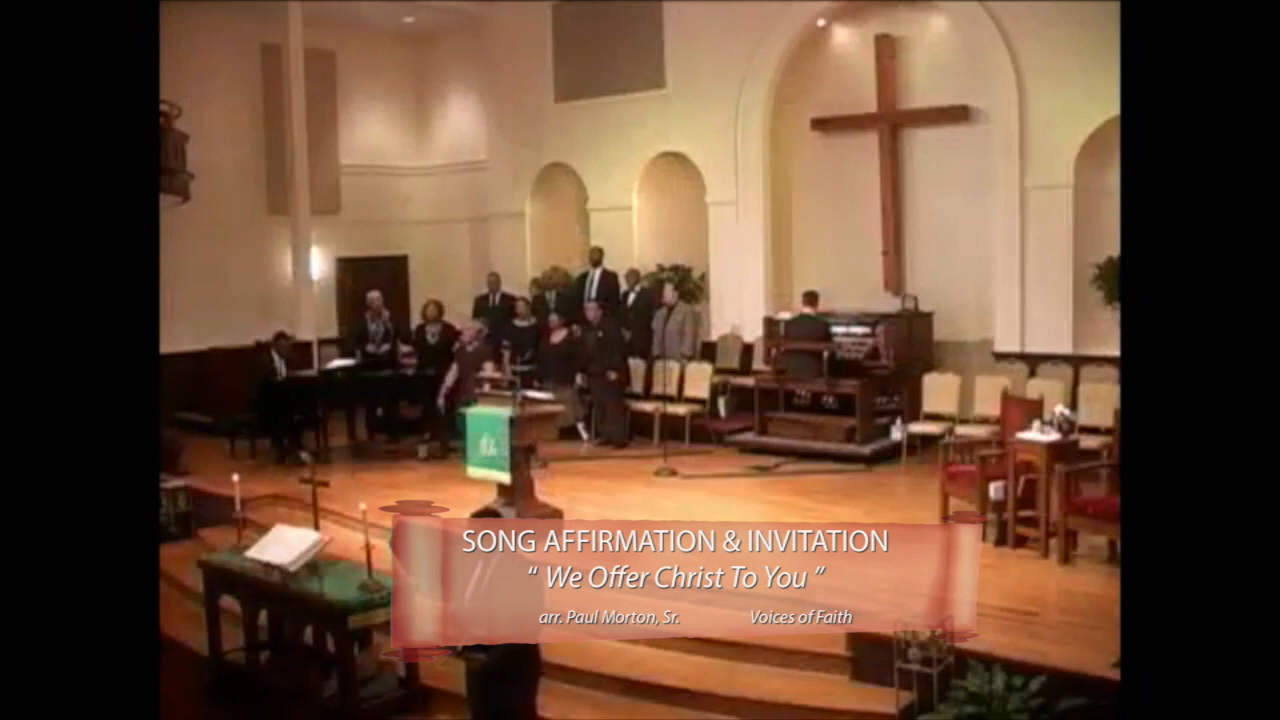 SONG AFFIRMATION & INVITATION
“ We Offer Christ To You ”
arr. Paul Morton, Sr. Voices of Faith